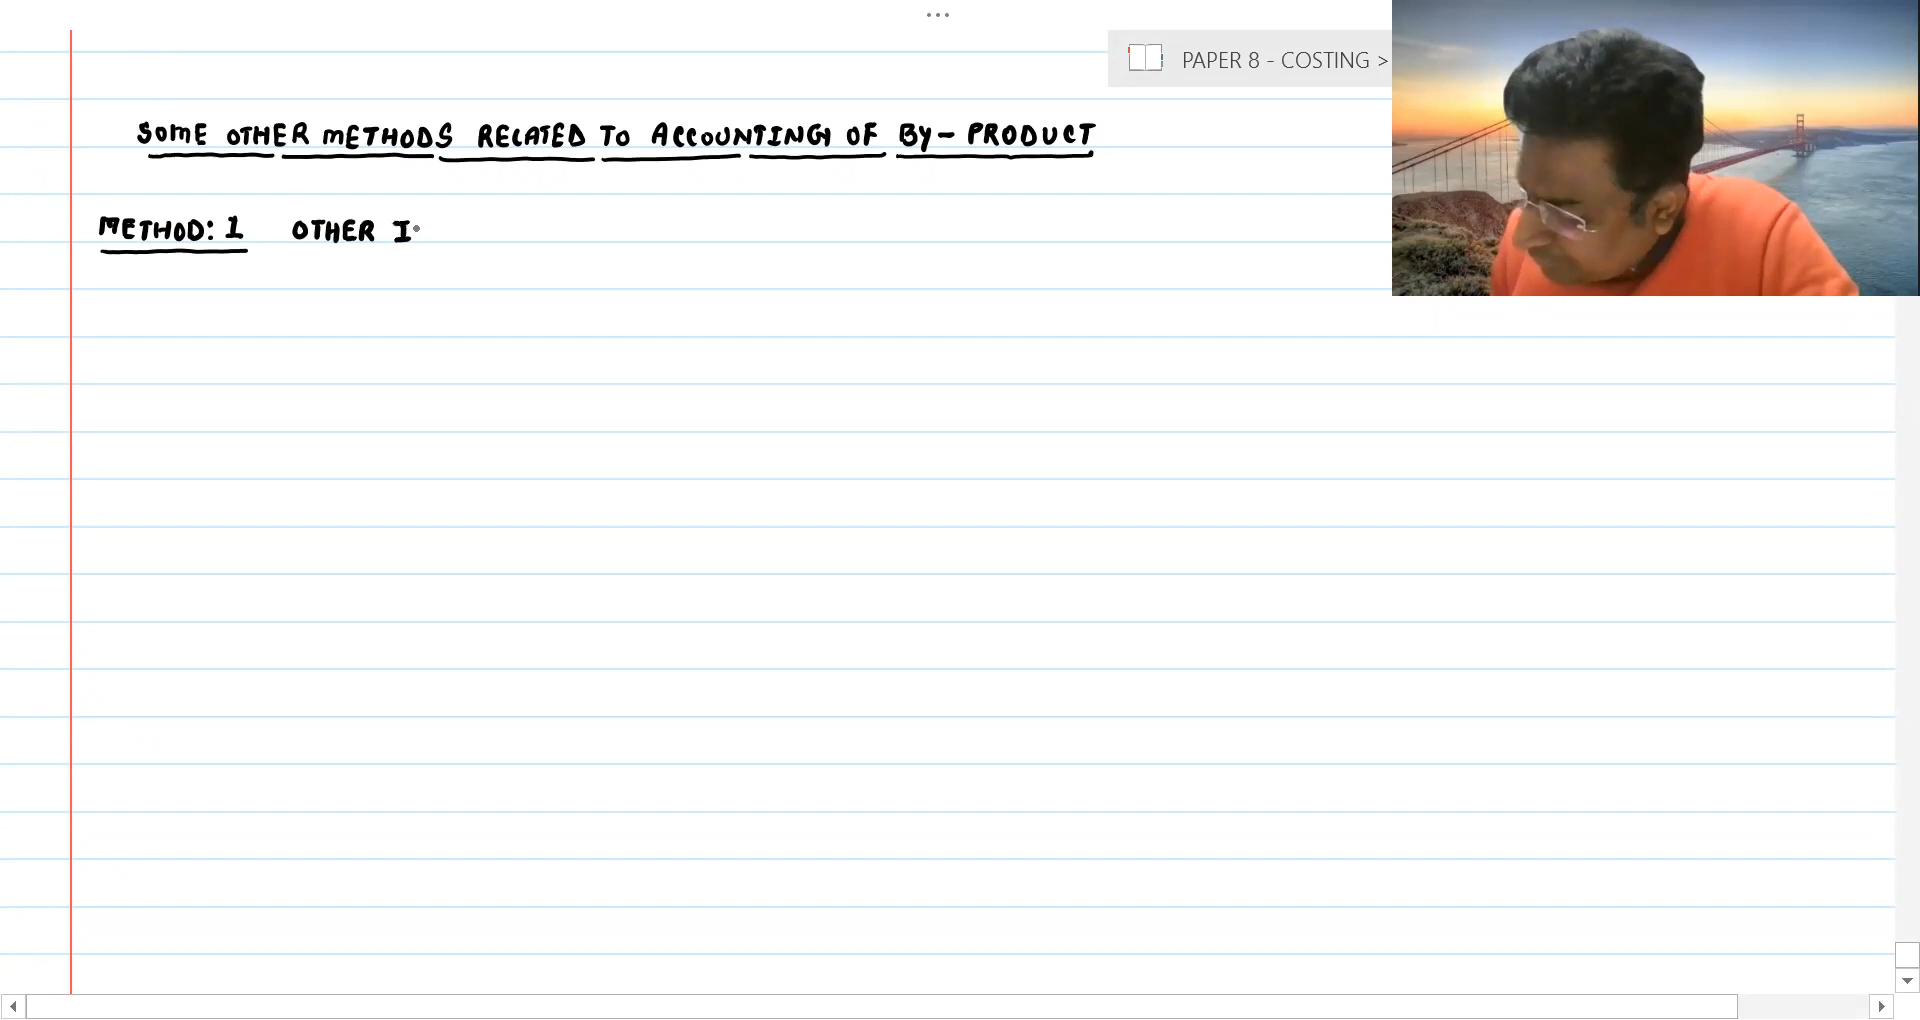 PAPER 8 - COSTING >
SOME OTHER METHODS RELATED TO ACCOUNTING OF By-PRODUCT
METHOD: 1 OTHER I